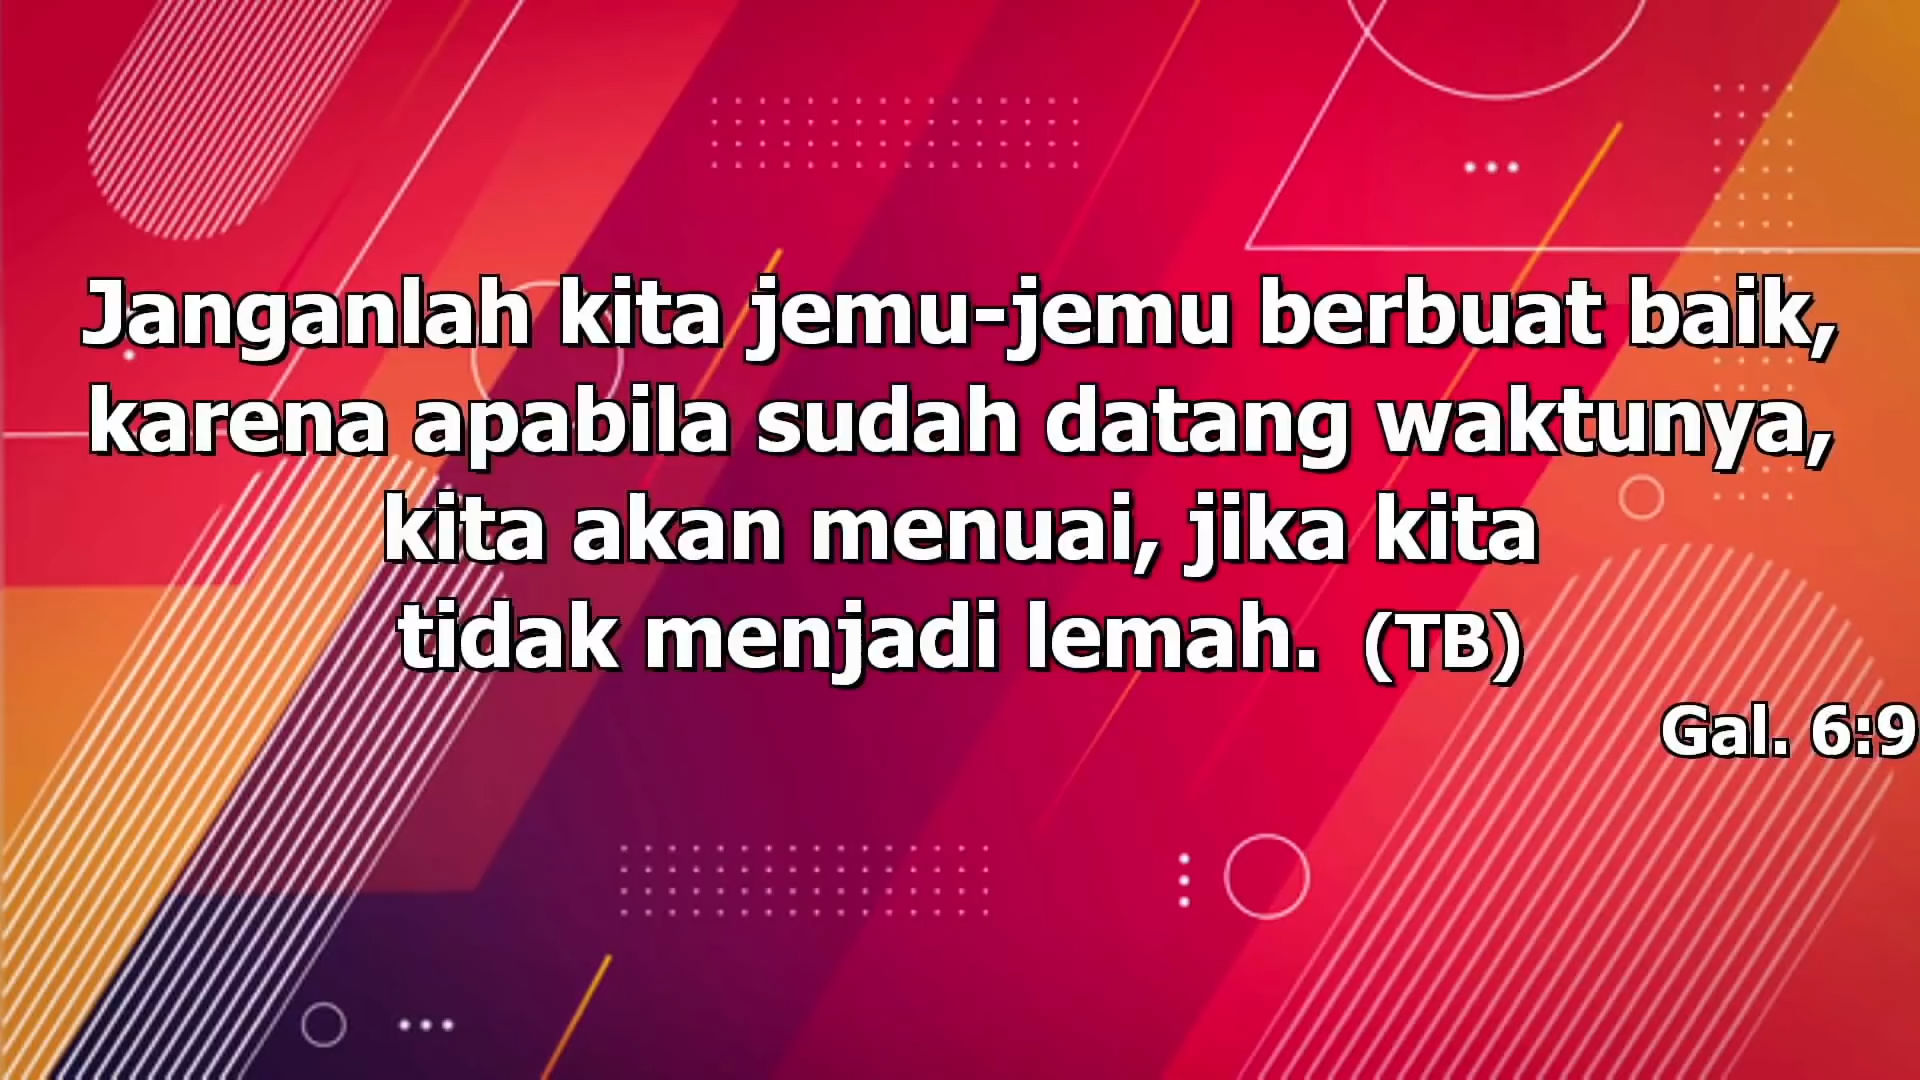 Janganlah kita jemu-jemu berbuat baik,
karena apabila sudah datang waktunya,
kita akan menuai, jika kita
tidak menjadi lemah. (TB)
Gal. 6:9